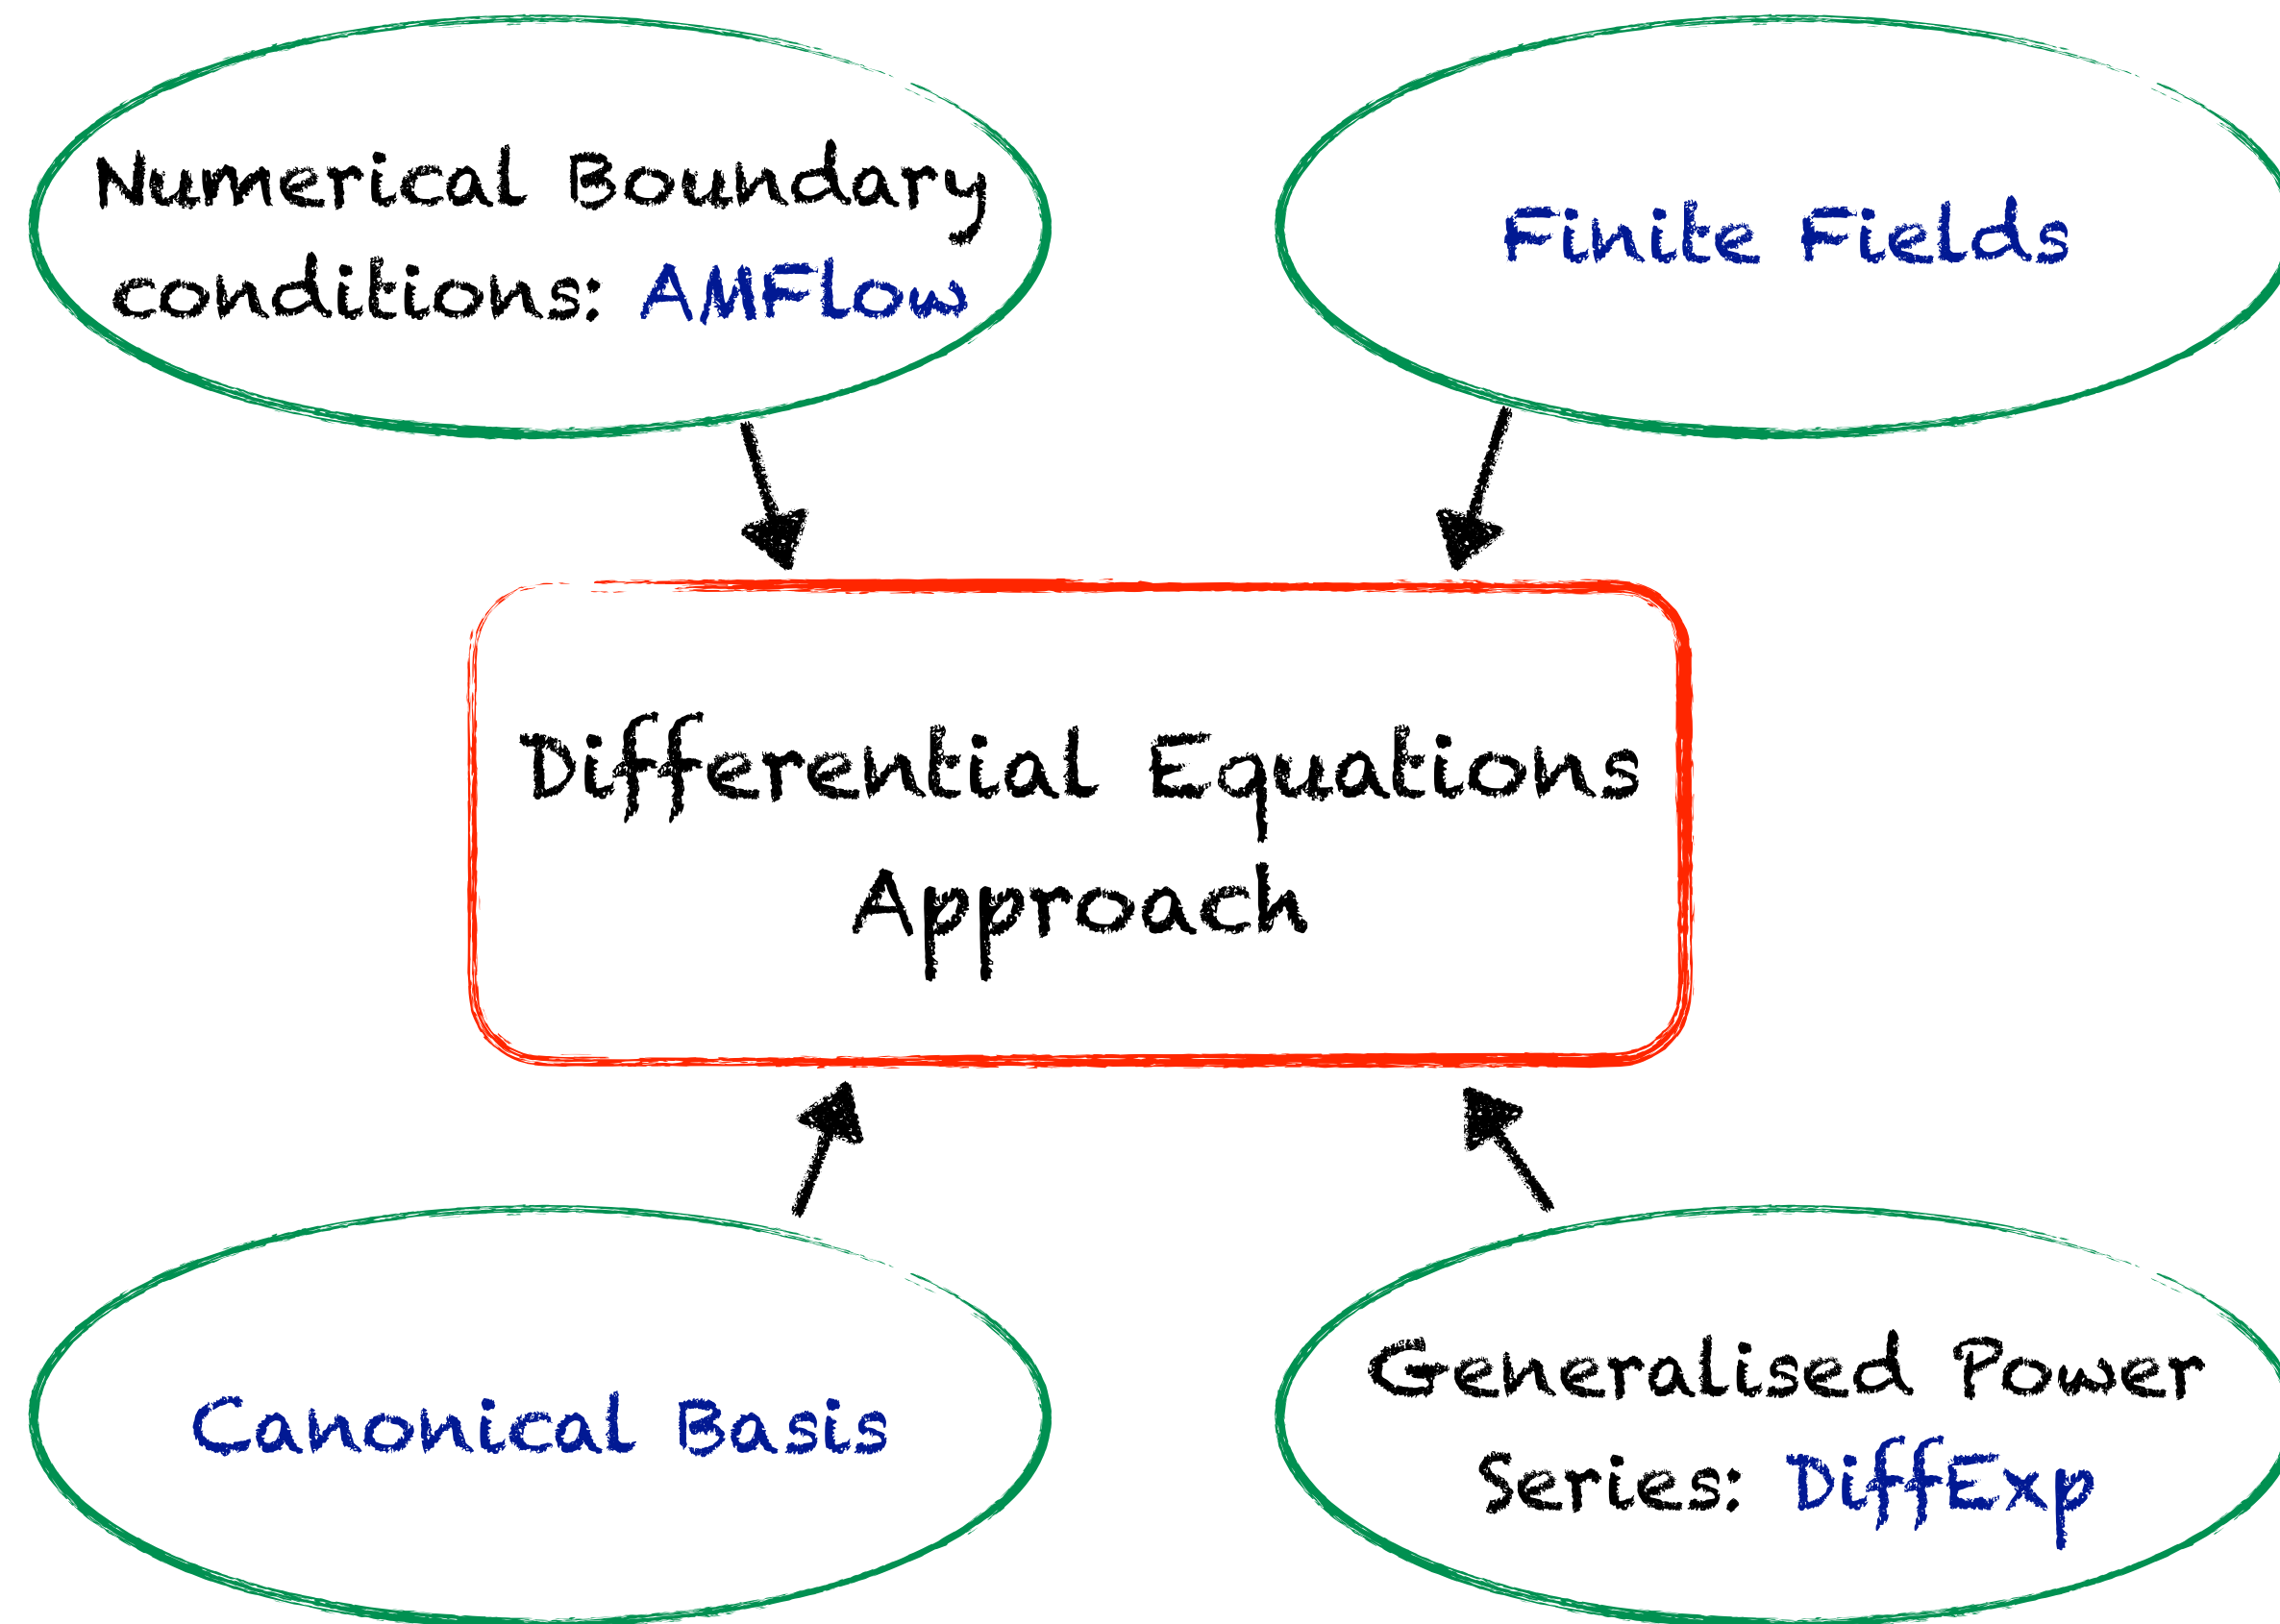 Numerical Boundary
conditions: AMFlow
Finite Fields
Differential Equations
Approach
Canonical Basis
Generalised Power
Series: DiffExp